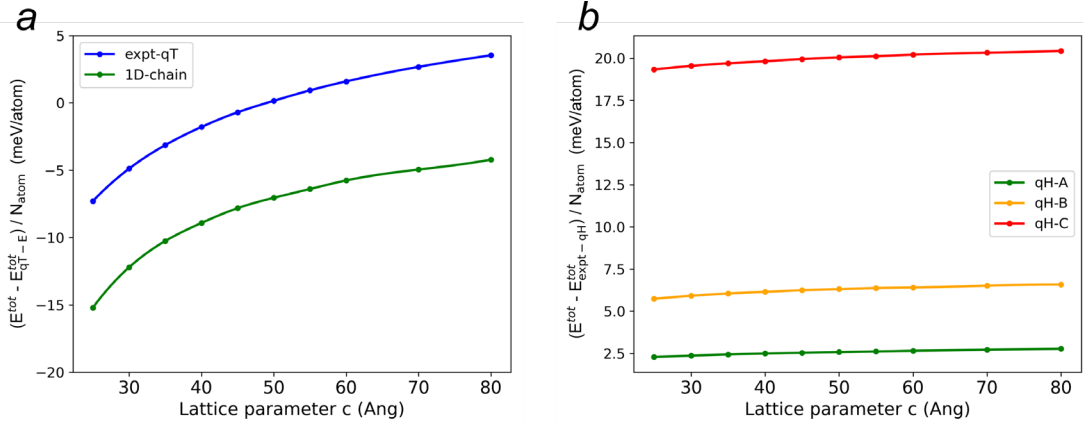 a
5
0
−5
−10
−15
−20
(E^tot - E^tot_qT−E) / N_atom (meV/atom)
expt-qT
1D-chain
30 40 50 60 70 80
Lattice parameter c (Ang)
b
20.0
17.5
15.0
12.5
10.0
7.5
5.0
2.5
(E^tot - E^tot_expt−qH) / N_atom (meV/atom)
qH-A
qH-B
qH-C
30 40 50 60 70 80
Lattice parameter c (Ang)